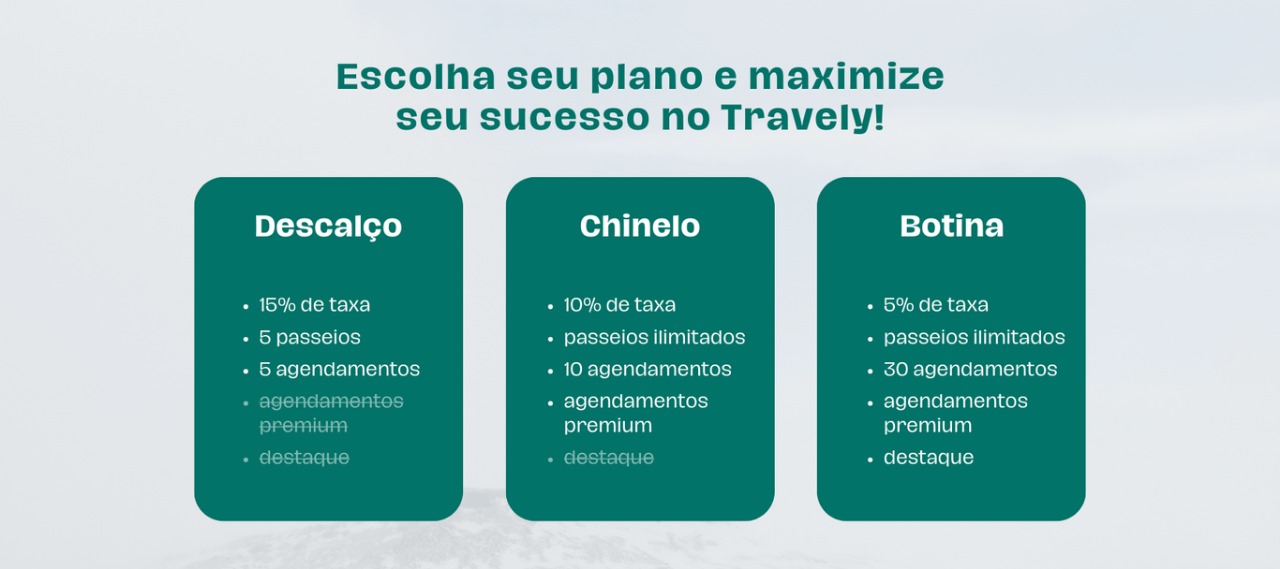 Escolha seu plano e maximize
seu sucesso no Travely!
Descalço
• 15% de taxa
• 5 passeios
• 5 agendamentos
• agendamentos
premium
• destaque
Chinelo
• 10% de taxa
• passeios ilimitados
• 10 agendamentos
• agendamentos
premium
• destaque
Botina
• 5% de taxa
• passeios ilimitados
• 30 agendamentos
• agendamentos
premium
• destaque